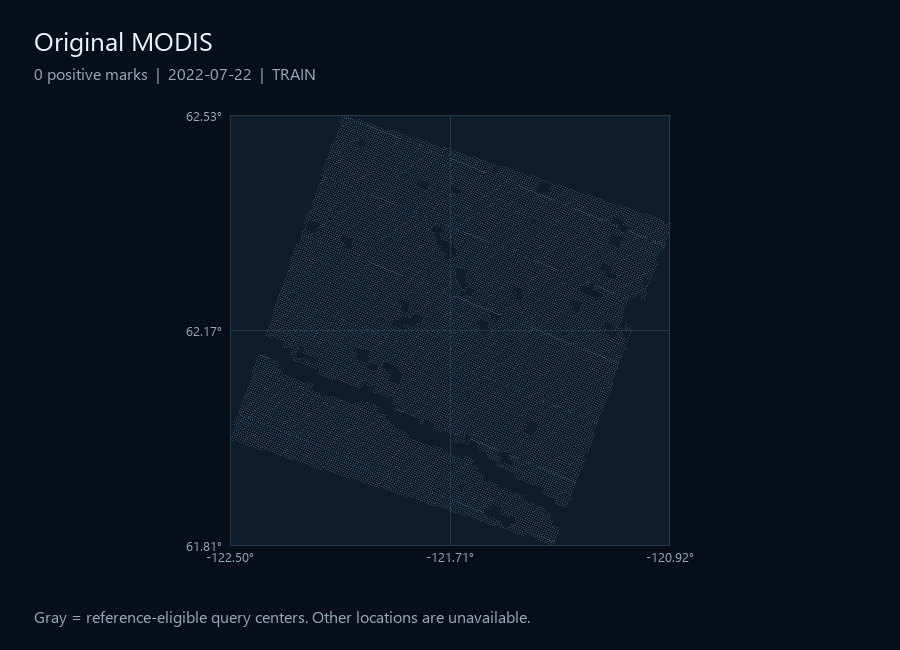 Original MODIS
0 positive marks | 2022-07-22 | TRAIN
62.53°
62.17°
61.81°
-122.50°
-121.71°
-120.92°
Gray = reference-eligible query centers. Other locations are unavailable.